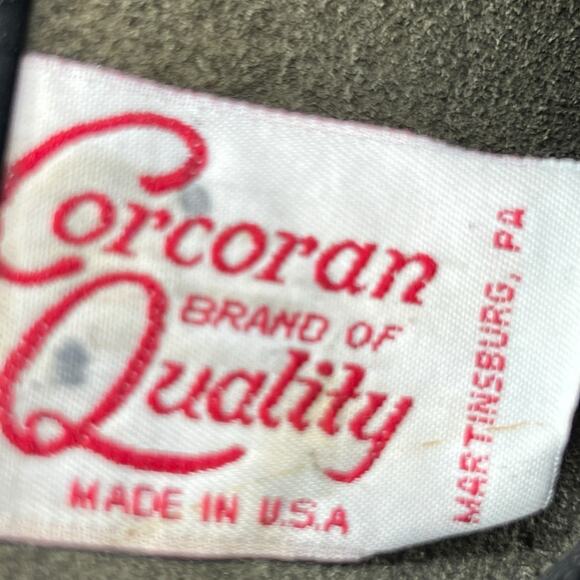 Corcoran
BRAND OF
Quality
MADE IN U.S.A
MARTINSBURG, PA